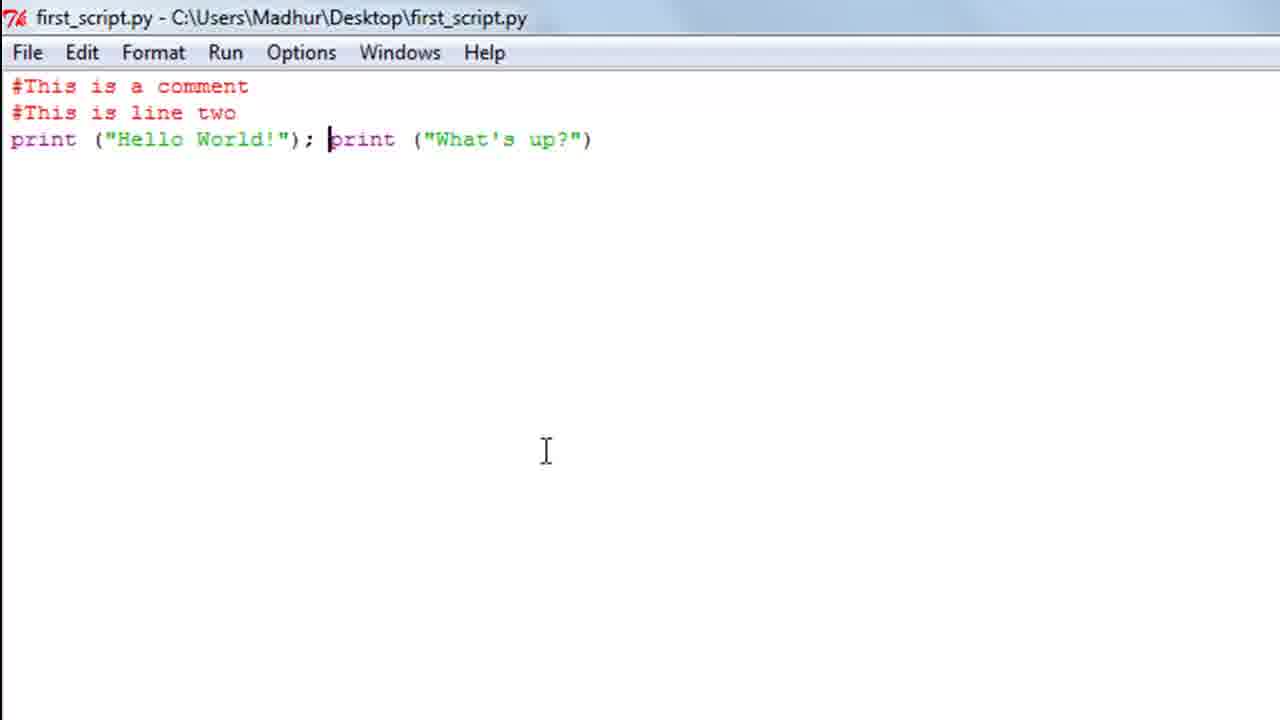 first_script.py - C:\Users\Madhur\Desktop\first_script.py
File Edit Format Run Options Windows Help
#This is a comment
#This is line two
print ("Hello World!"); print ("What's up?")